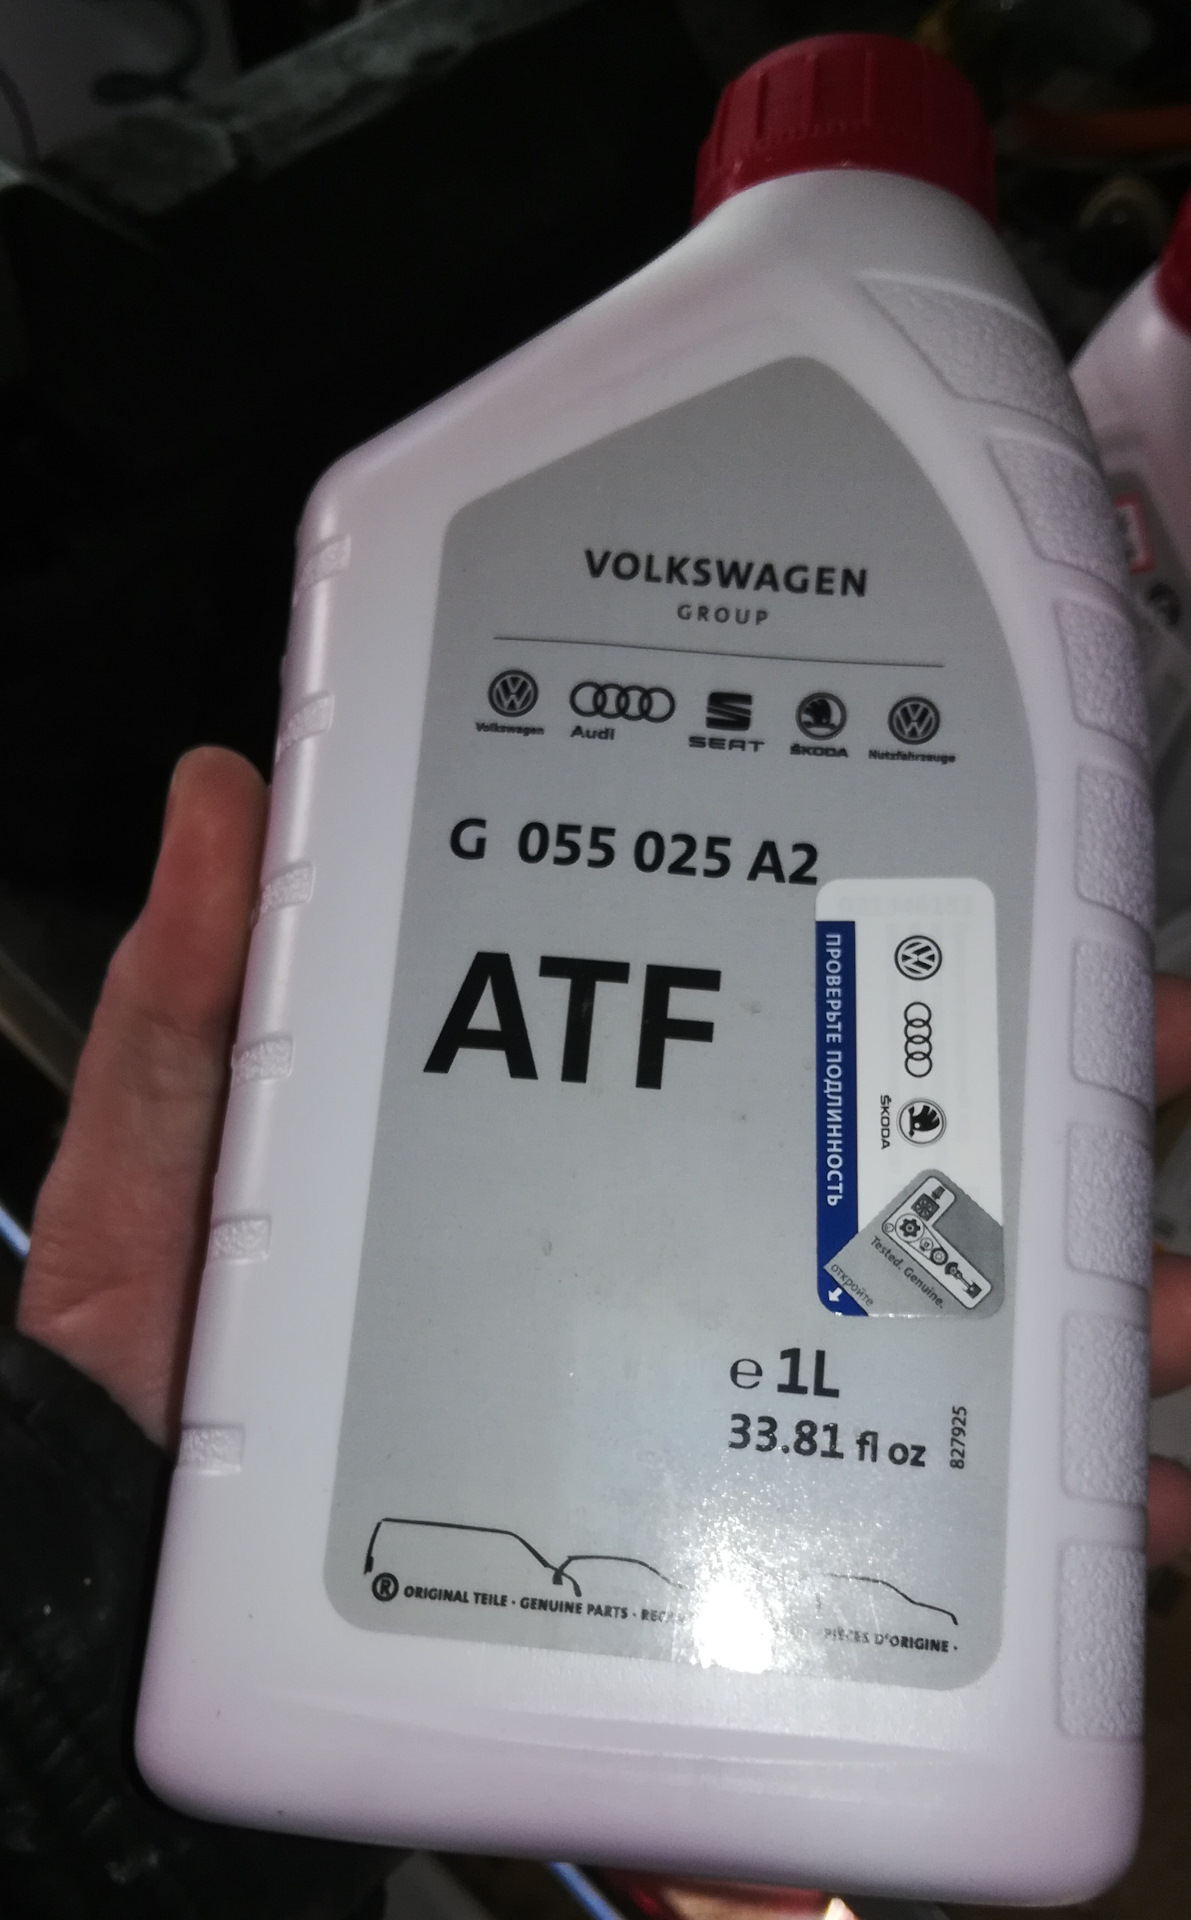 VOLKSWAGEN
GROUP
Volkswagen Audi SEAT ŠKODA Nutzfahrzeuge
G 055 025 A2
ATF
ПРОВЕРЬТЕ ПОДЛИННОСТЬ
ŠKODA
Tested. Genuine.
откройте
e 1L
33.81 fl oz
827925
® ORIGINAL TEILE · GENUINE PARTS · PIÈCES D'ORIGINE ·